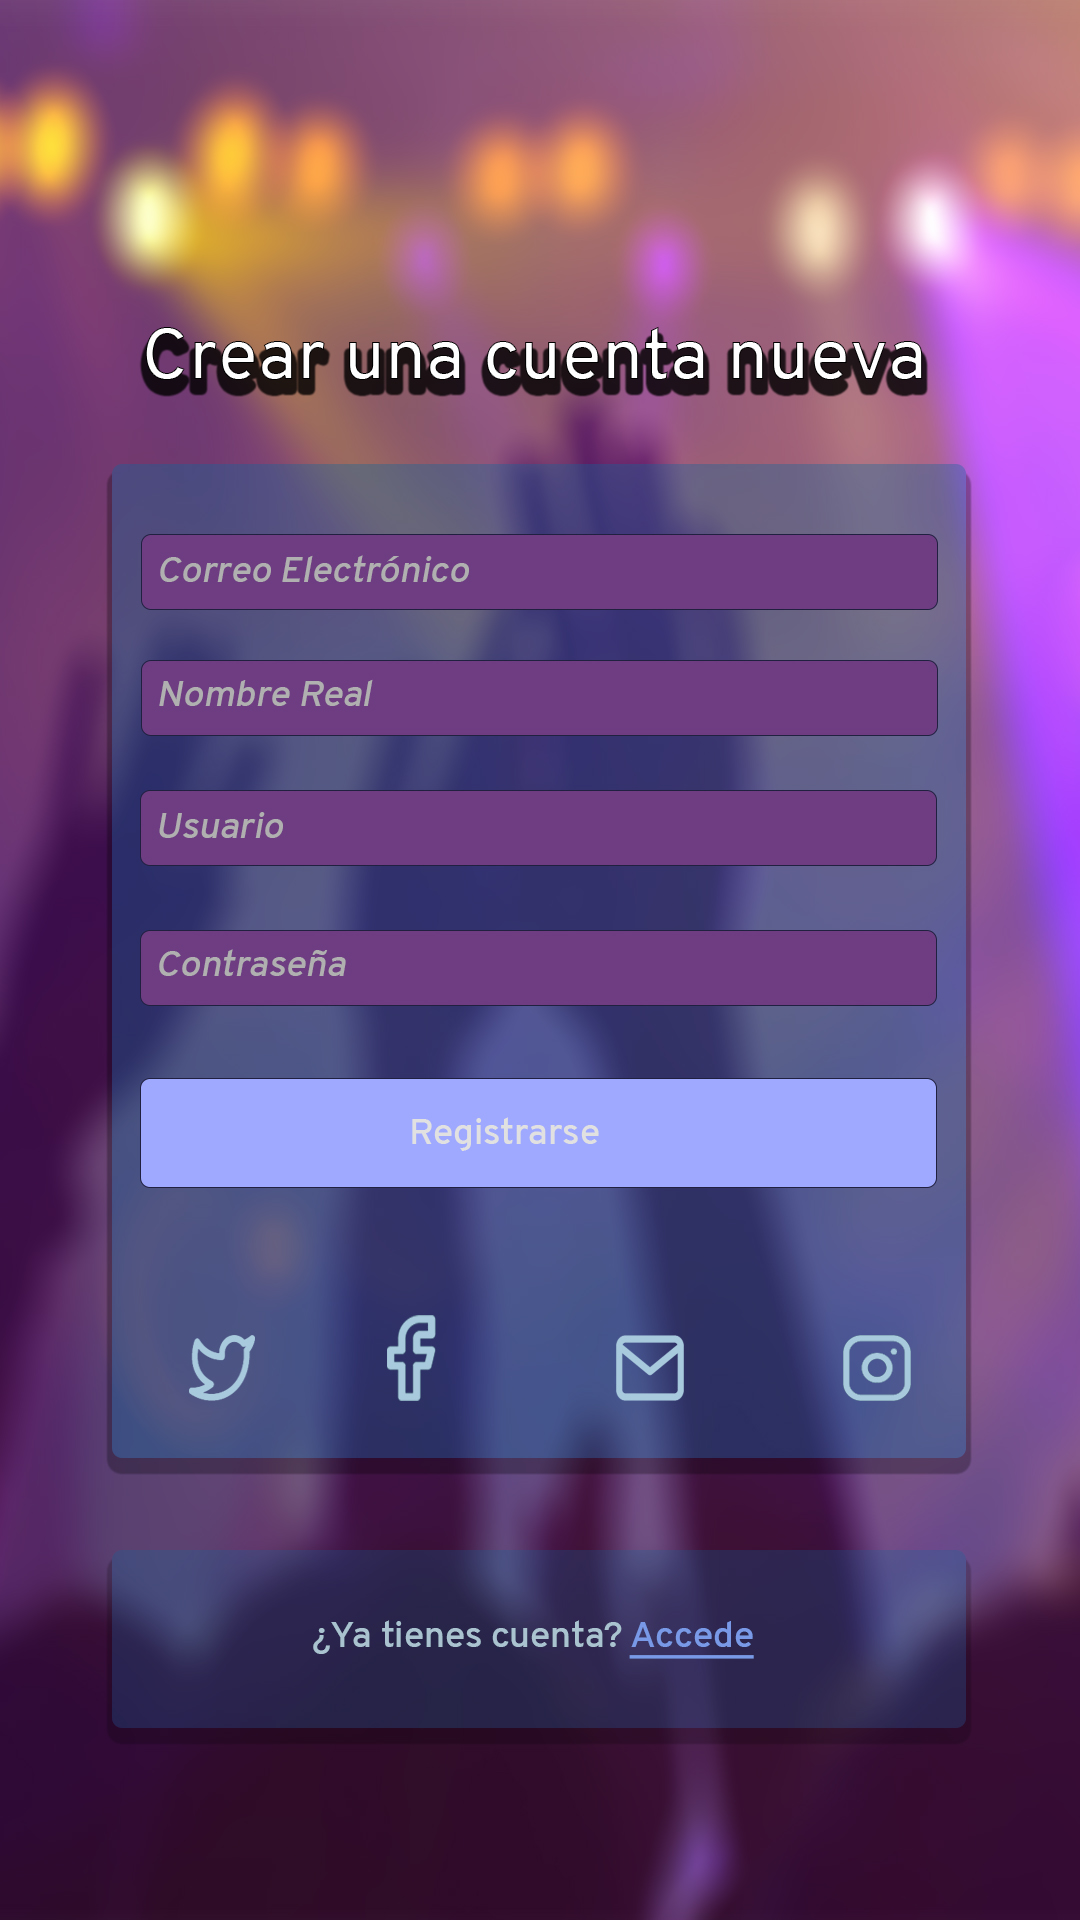 Crear una cuenta nueva
Correo Electrónico
Nombre Real
Usuario
Contraseña
Registrarse
¿Ya tienes cuenta? Accede